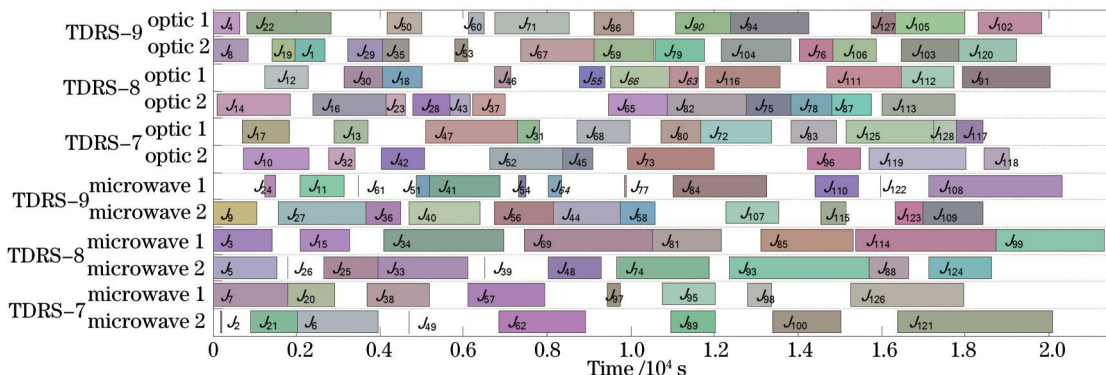 optic 1 J4 J22 J50 J60 J71 J86 J90 J94 J127 J105 J102
TDRS-9
optic 2 J8 J19 J1 J29 J35 J53 J67 J59 J79 J104 J76 J106 J103 J120
optic 1 J12 J30 J18 J46 J55 J66 J63 J116 J111 J112 J91
TDRS-8
optic 2 J14 J16 J23 J28 J43 J37 J65 J82 J75 J78 J87 J113
optic 1 J17 J13 J47 J31 J68 J80 J72 J83 J125 J128 J117
TDRS-7
optic 2 J10 J32 J42 J52 J45 J73 J96 J119 J118
microwave 1 J24 J11 J61 J51 J41 J54 J64 J77 J84 J110 J122 J108
TDRS-9
microwave 2 J9 J27 J36 J40 J56 J44 J58 J107 J115 J123 J109
microwave 1 J3 J15 J34 J69 J81 J85 J114 J99
TDRS-8
microwave 2 J5 J26 J25 J33 J39 J48 J74 J93 J88 J124
microwave 1 J7 J20 J38 J57 J97 J95 J98 J126
TDRS-7
microwave 2 J2 J21 J6 J49 J62 J89 J100 J121
0 0.2 0.4 0.6 0.8 1.0 1.2 1.4 1.6 1.8 2.0
Time /10⁴ s